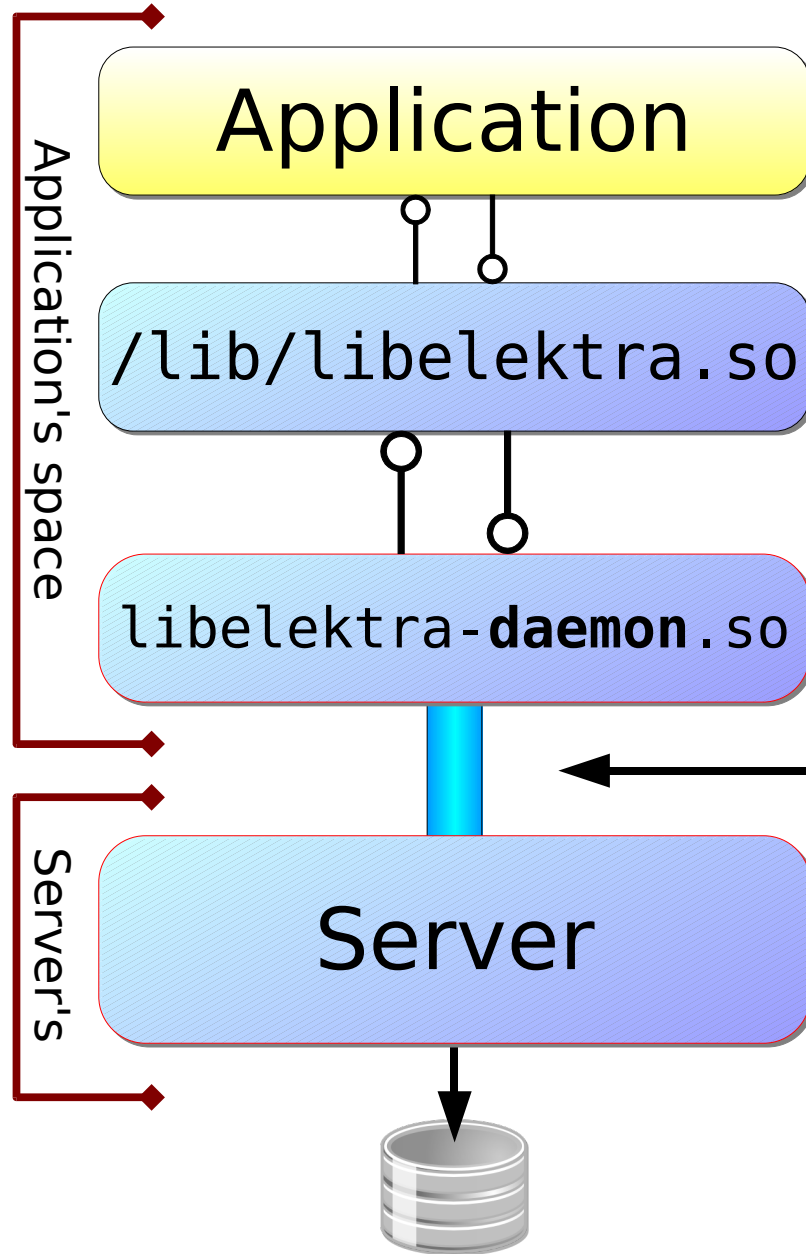 Application
Application's space
/lib/libelektra.so
libelektra-daemon.so
Server's
Server